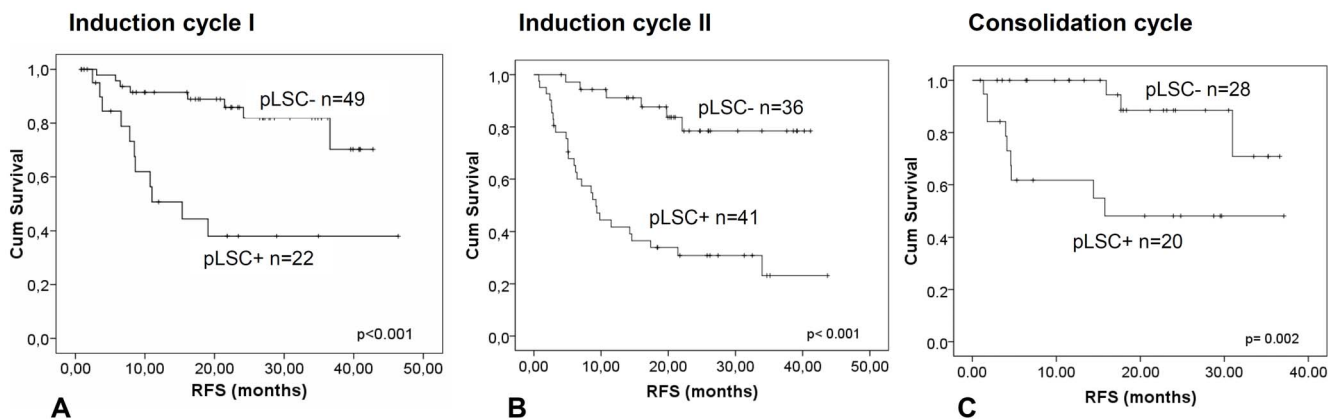 Induction cycle I
Cum Survival
1,0
0,8
0,6
0,4
0,2
0,0
pLSC- n=49
pLSC+ n=22
p<0.001
0,00 10,00 20,00 30,00 40,00 50,00
RFS (months)
A
Induction cycle II
Cum Survival
1,0
0,8
0,6
0,4
0,2
0,0
pLSC- n=36
pLSC+ n=41
p< 0.001
0,00 10,00 20,00 30,00 40,00 50,00
RFS (months)
B
Consolidation cycle
Cum Survival
1.0
0.8
0.6
0.4
0.2
0.0
pLSC- n=28
pLSC+ n=20
p= 0.002
0.00 10.00 20.00 30.00 40.00
RFS (months)
C